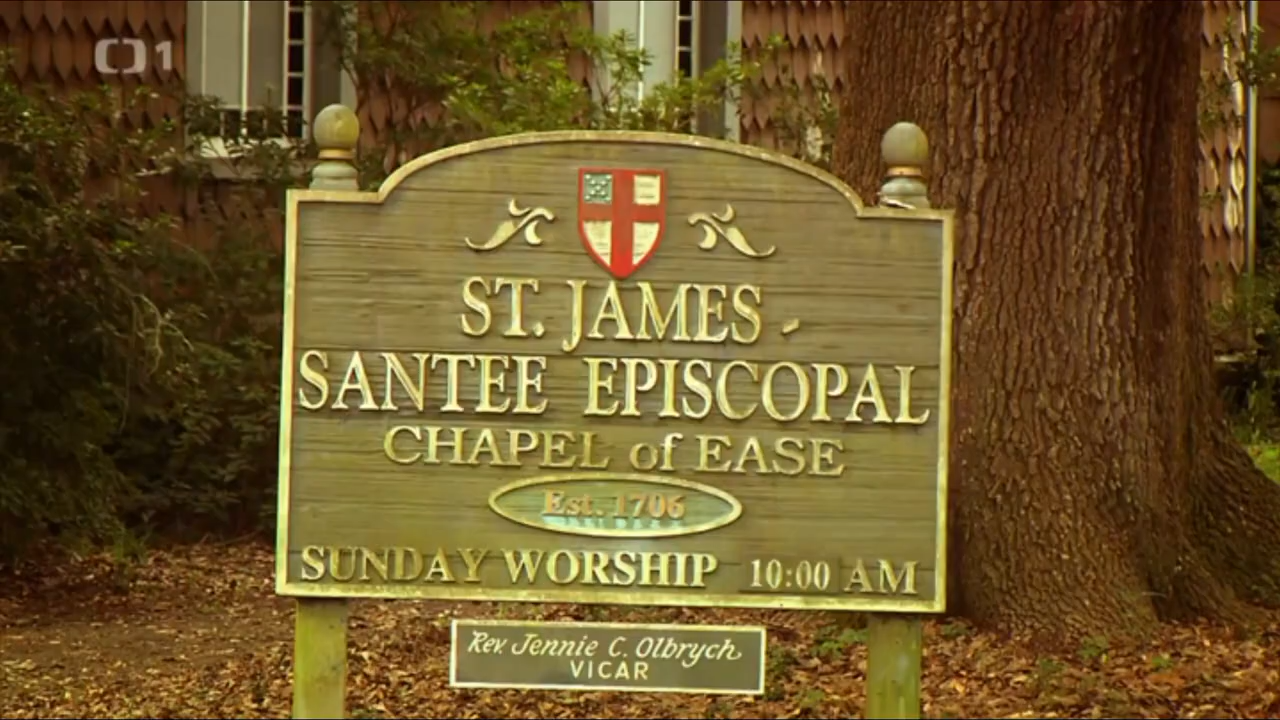 ČT1
ST. JAMES -
SANTEE EPISCOPAL
CHAPEL of EASE
Est. 1706
SUNDAY WORSHIP 10:00 AM
Rev. Jennie C. Olbrych
VICAR